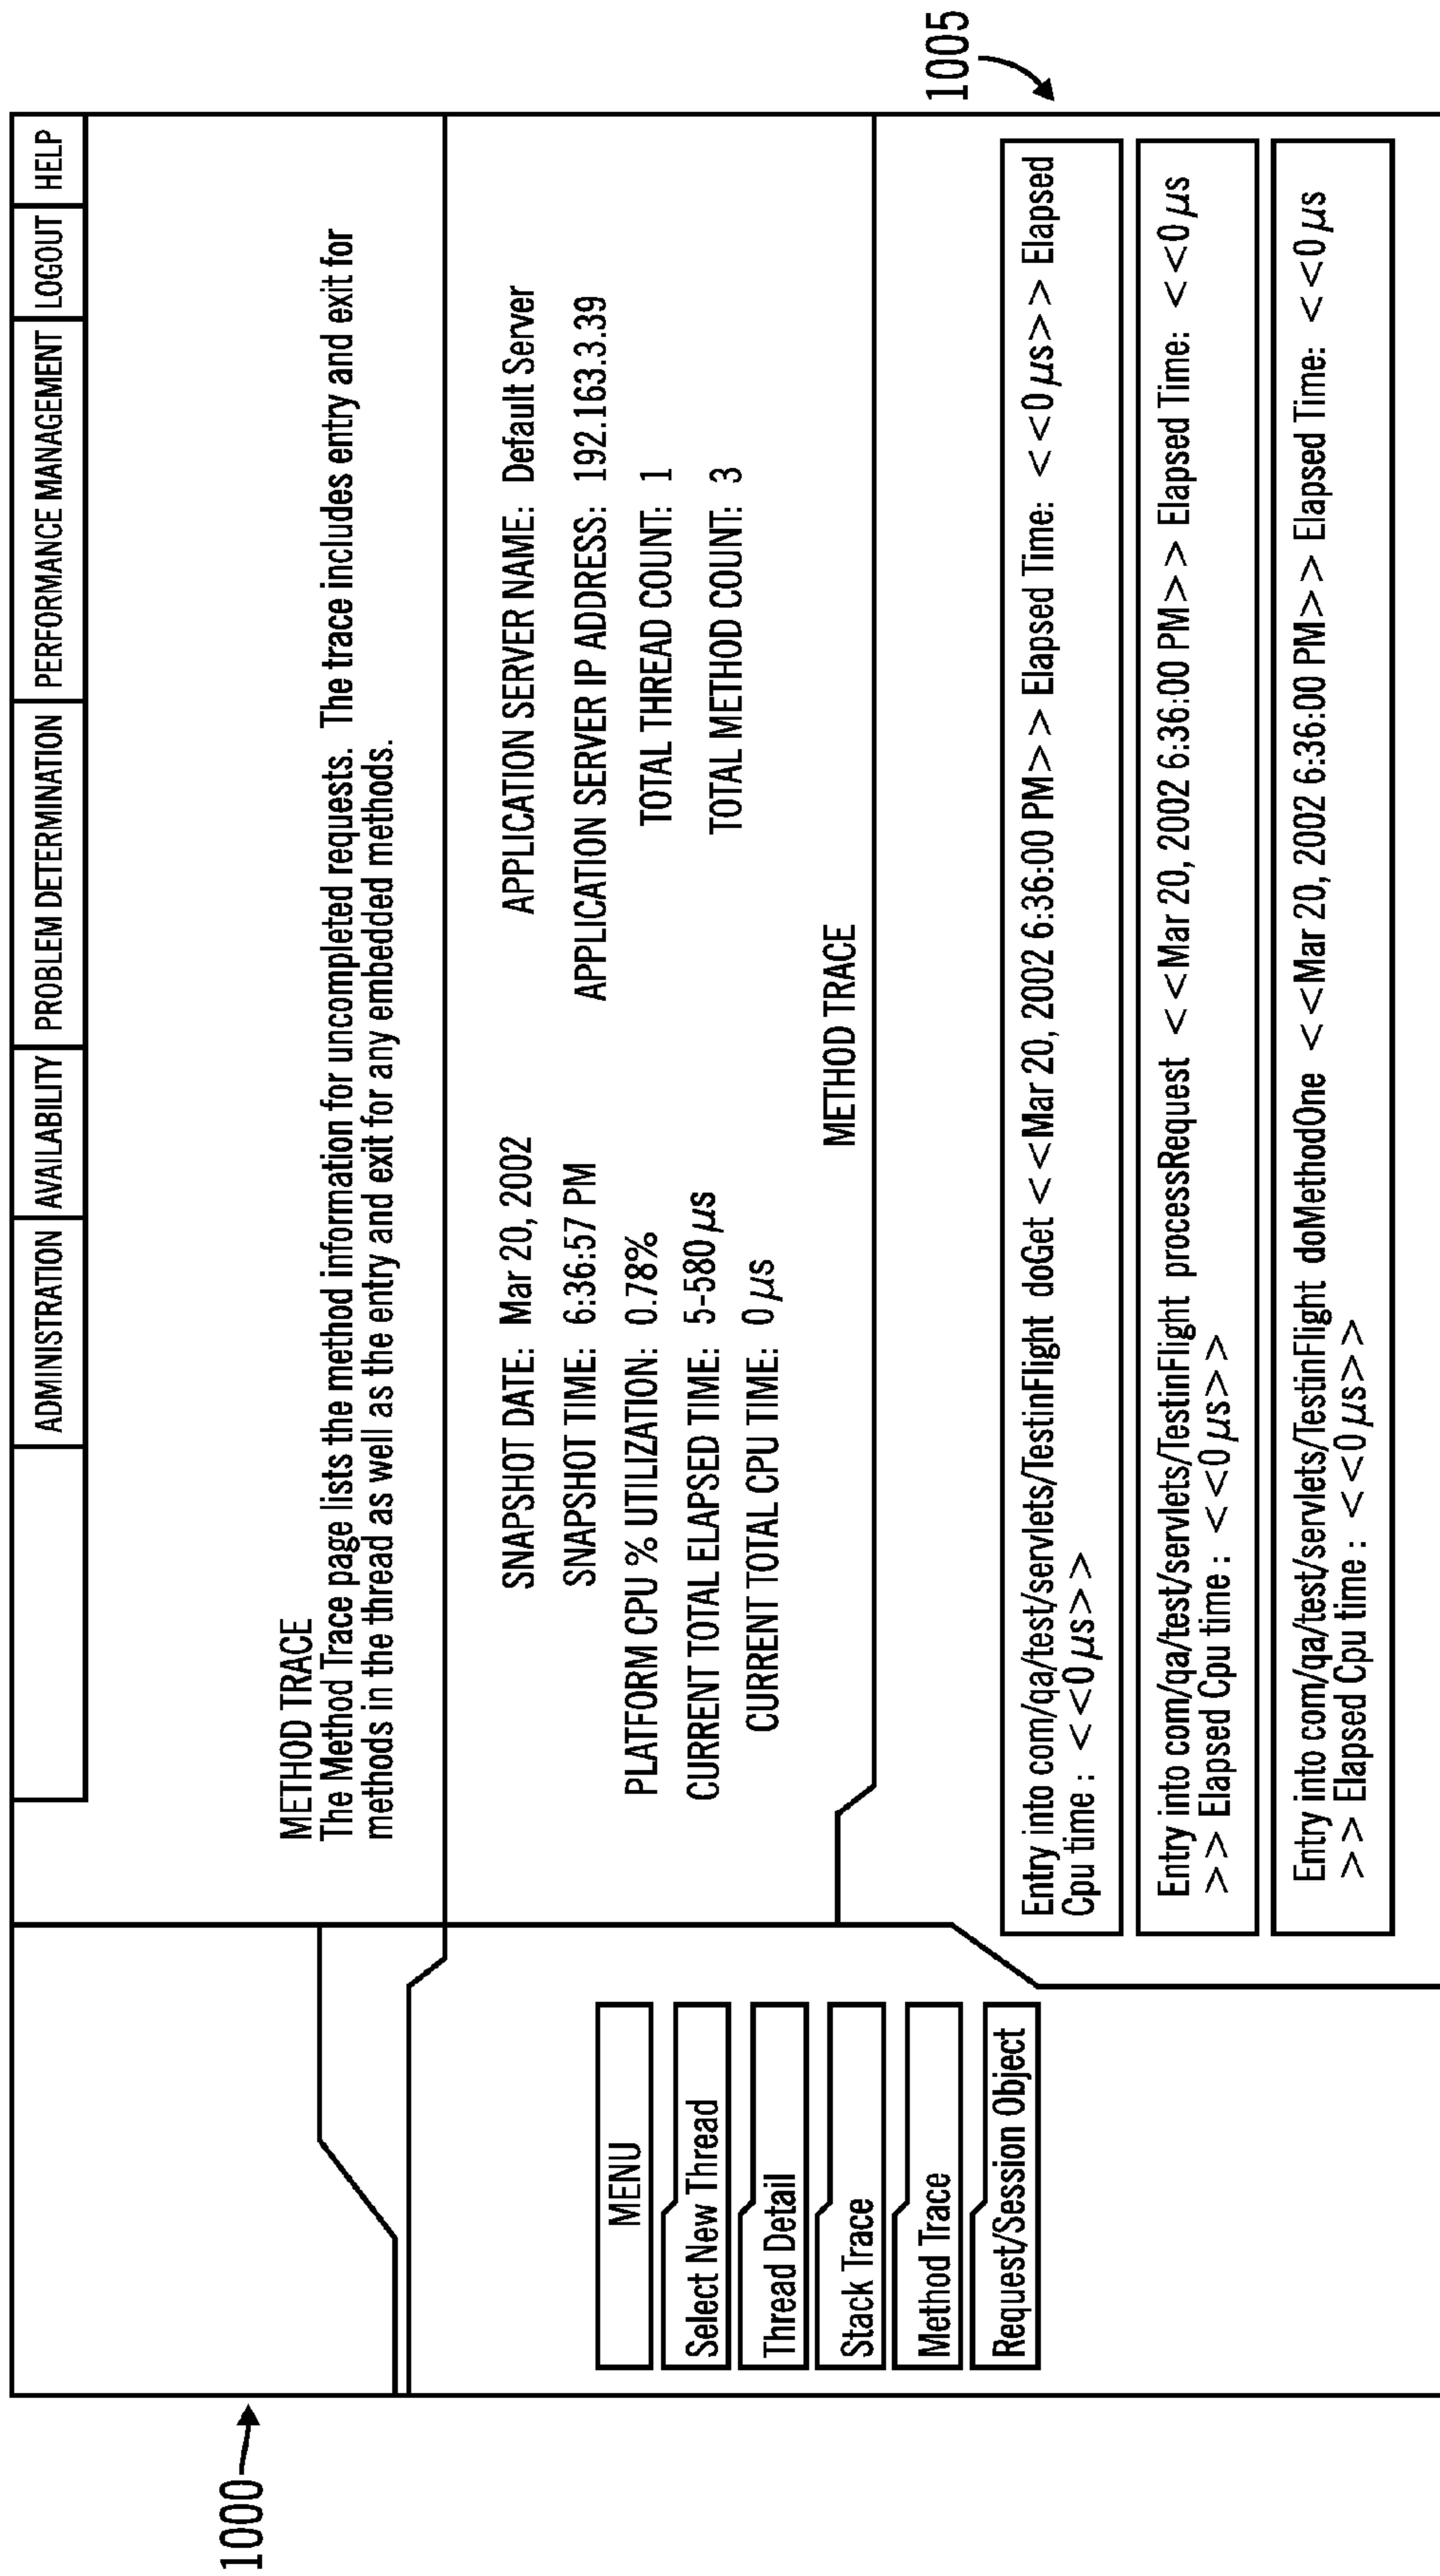 1000
ADMINISTRATION AVAILABILITY PROBLEM DETERMINATION PERFORMANCE MANAGEMENT LOGOUT HELP
METHOD TRACE
The Method Trace page lists the method information for uncompleted requests. The trace includes entry and exit for
methods in the thread as well as the entry and exit for any embedded methods.
MENU
Select New Thread
Thread Detail
Stack Trace
Method Trace
Request/Session Object
SNAPSHOT DATE: Mar 20, 2002
SNAPSHOT TIME: 6:36:57 PM
PLATFORM CPU % UTILIZATION: 0.78%
CURRENT TOTAL ELAPSED TIME: 5-580 µs
CURRENT TOTAL CPU TIME: 0 µs
APPLICATION SERVER NAME: Default Server
APPLICATION SERVER IP ADDRESS: 192.163.3.39
TOTAL THREAD COUNT: 1
TOTAL METHOD COUNT: 3
METHOD TRACE
1005
Entry into com/qa/test/servlets/TestinFlight doGet <<Mar 20, 2002 6:36:00 PM>> Elapsed Time: <<0 µs>> Elapsed
Cpu time : <<0 µs>>
Entry into com/qa/test/servlets/TestinFlight processRequest <<Mar 20, 2002 6:36:00 PM>> Elapsed Time: <<0 µs
>> Elapsed Cpu time : <<0 µs>>
Entry into com/qa/test/servlets/TestinFlight doMethodOne <<Mar 20, 2002 6:36:00 PM>> Elapsed Time: <<0 µs
>> Elapsed Cpu time : <<0 µs>>